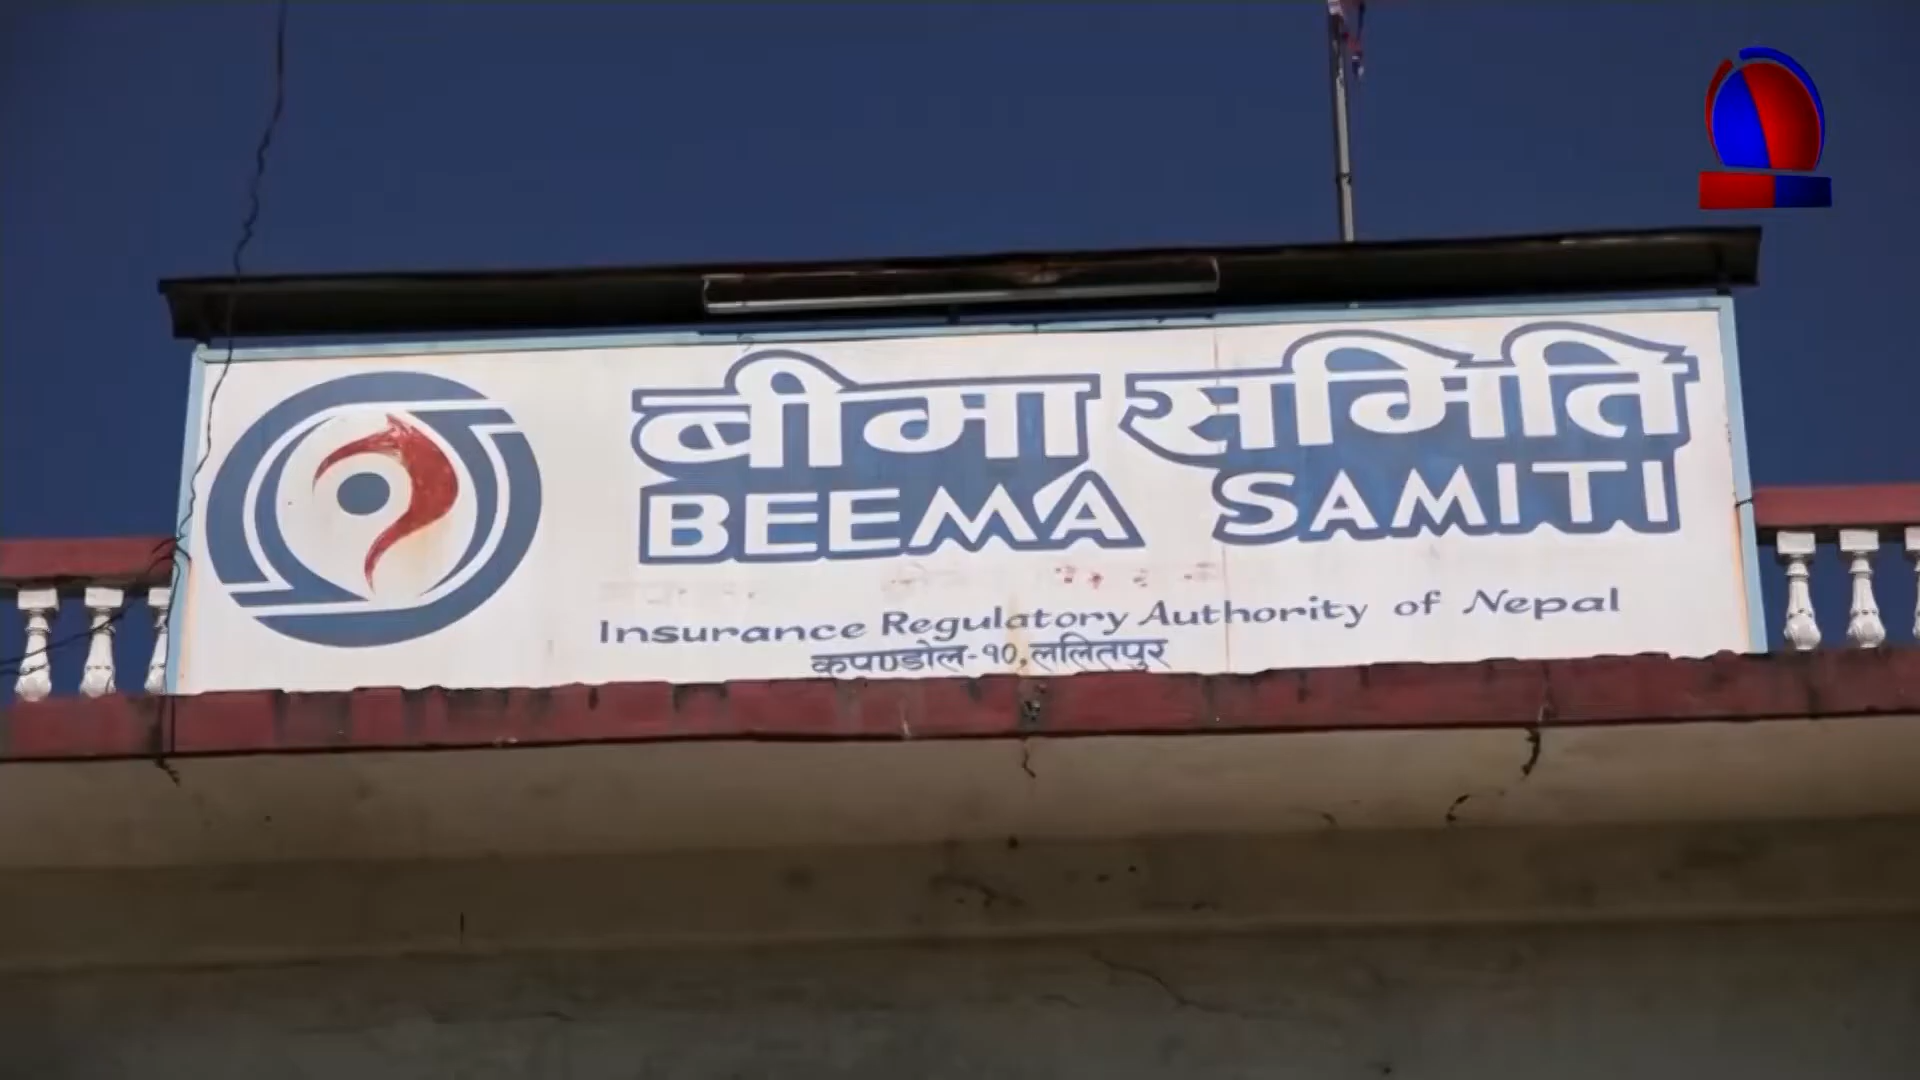 बीमा समिति
BEEMA SAMITI
Insurance Regulatory Authority of Nepal
कुपण्डोल-१०, ललितपुर